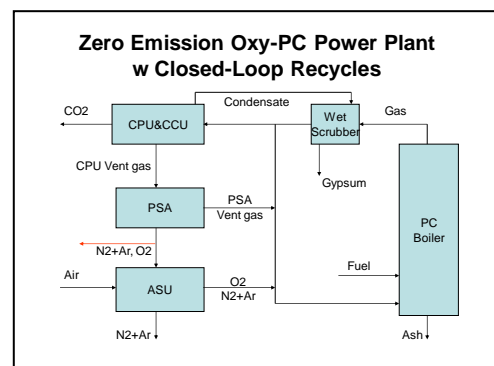 Zero Emission Oxy-PC Power Plant
w Closed-Loop Recycles
CO2
CPU&CCU
Condensate
Wet
Scrubber
Gas
CPU Vent gas
Gypsum
PSA
PSA
Vent gas
PC
Boiler
N2+Ar, O2
Air
ASU
O2
N2+Ar
Fuel
N2+Ar
Ash